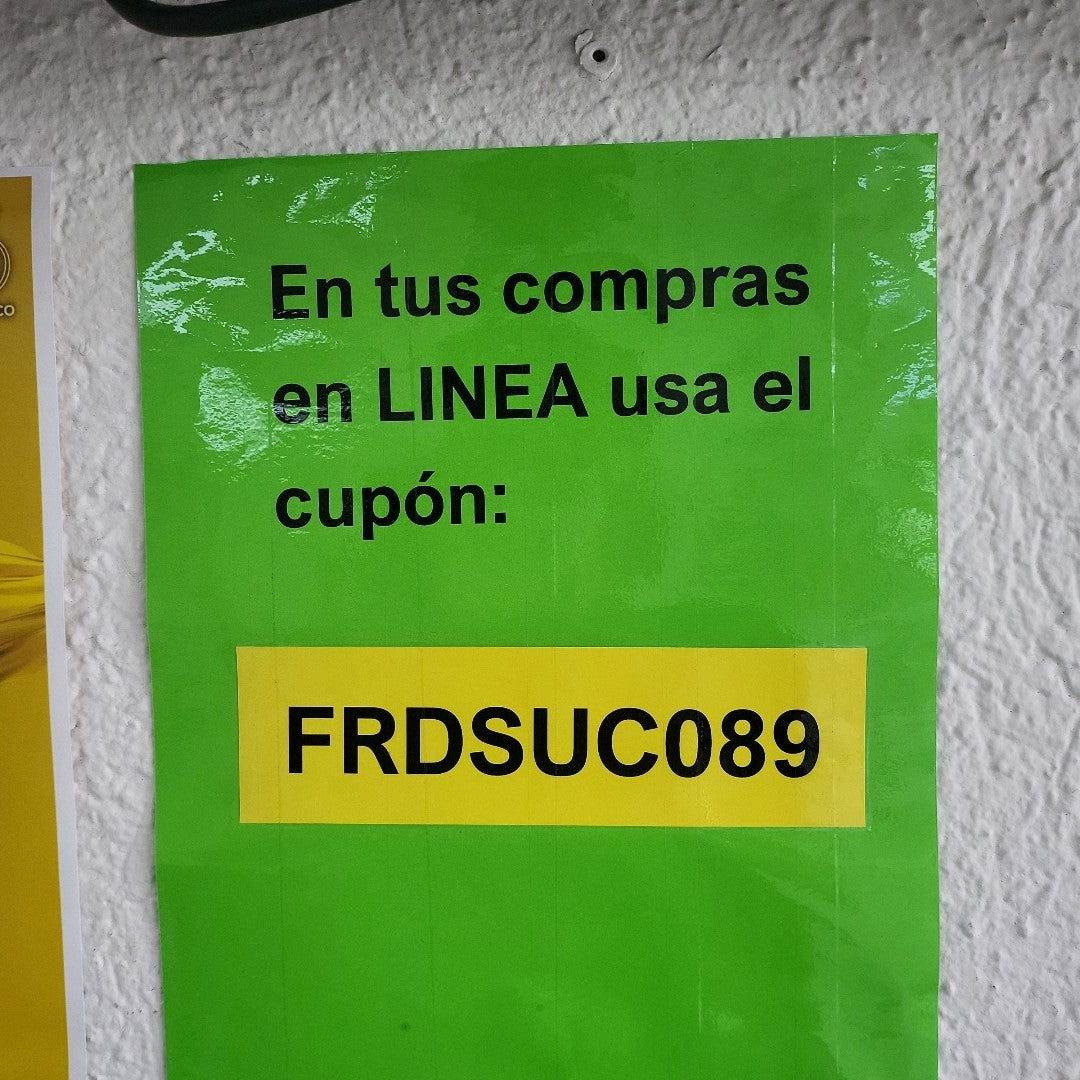 En tus compras
en LINEA usa el
cupón:
FRDSUC089